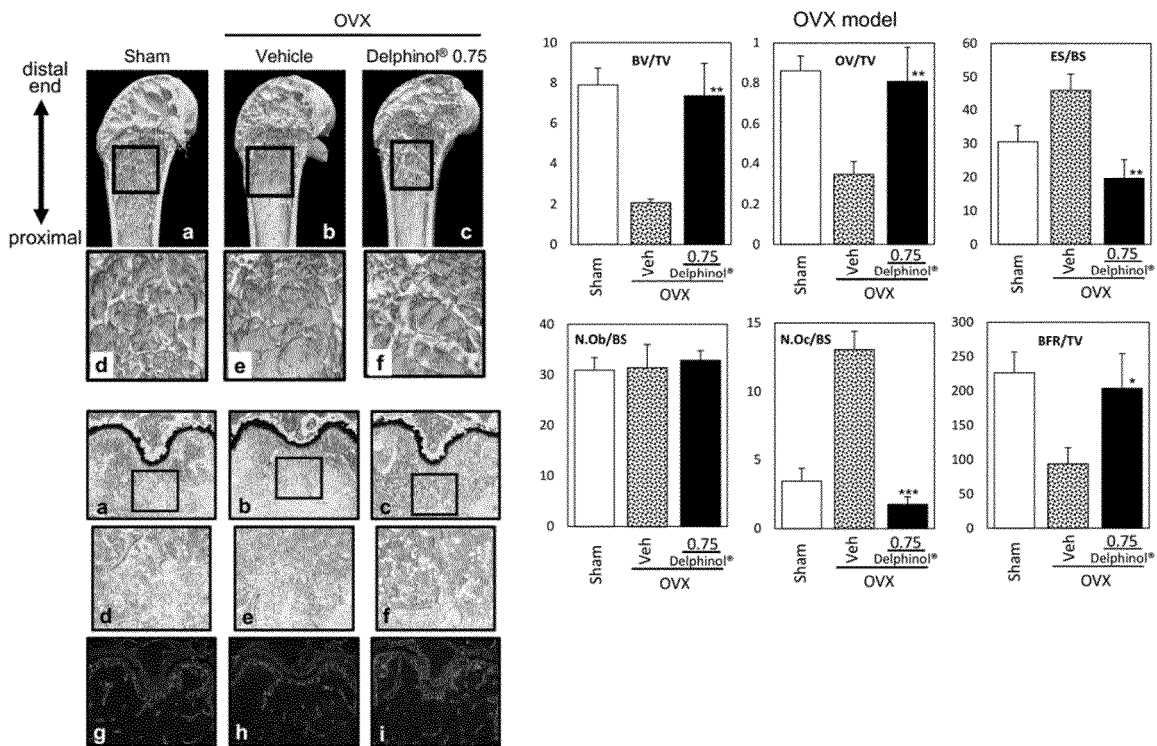 OVX
Sham Vehicle Delphinol® 0.75
distal end
proximal
a b c
d e f
a b c
d e f
g h i
OVX model
BV/TV
10
8
6
4
2
0
Sham
Veh
0.75
Delphinol®
OVX
OV/TV
1
0.8
0.6
0.4
0.2
0
Sham
Veh
0.75
Delphinol®
OVX
ES/BS
60
50
40
30
20
10
0
Sham
Veh
0.75
Delphinol®
OVX
N.Ob/BS
40
30
20
10
0
Sham
Veh
0.75
Delphinol®
OVX
N.Oc/BS
15
10
5
0
Sham
Veh
0.75
Delphinol®
OVX
BFR/TV
300
250
200
150
100
50
0
Sham
Veh
0.75
Delphinol®
OVX
**
**
**
***
*